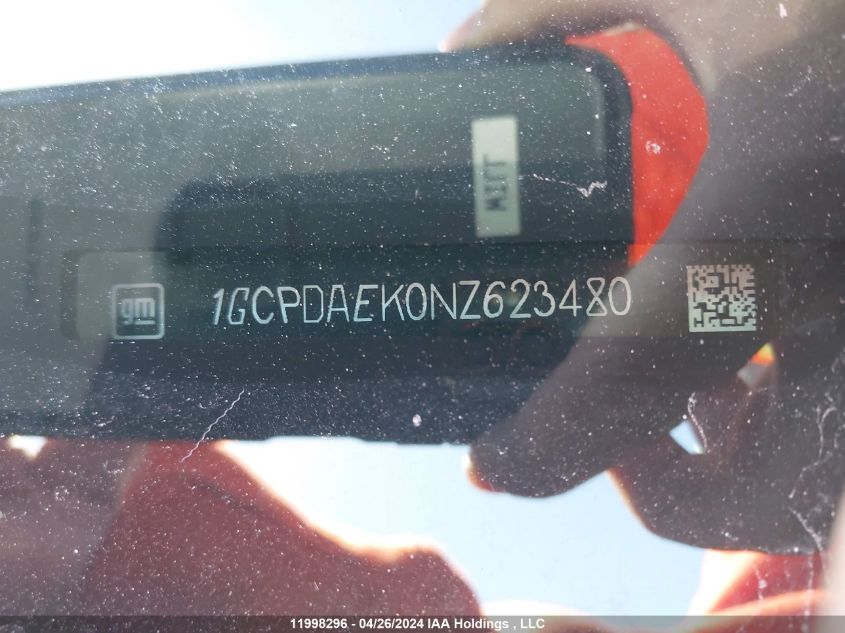 gm 1GCPDAEK0NZ623480
11998296 - 04/26/2024 IAA Holdings , LLC